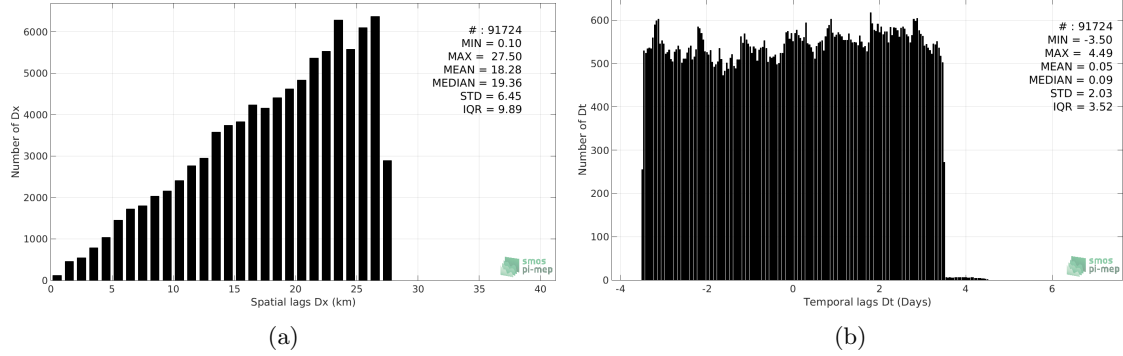 6000
5000
4000
3000
2000
1000
0
Number of Dx
# : 91724
MIN = 0.10
MAX = 27.50
MEAN = 18.28
MEDIAN = 19.36
STD = 6.45
IQR = 9.89
smos
pi-mep
0 5 10 15 20 25 30 35 40
Spatial lags Dx (km)
(a)
600
500
400
300
200
100
0
Number of Dt
# : 91724
MIN = -3.50
MAX = 4.49
MEAN = 0.05
MEDIAN = 0.09
STD = 2.03
IQR = 3.52
smos
pi-mep
-4 -2 0 2 4 6
Temporal lags Dt (Days)
(b)